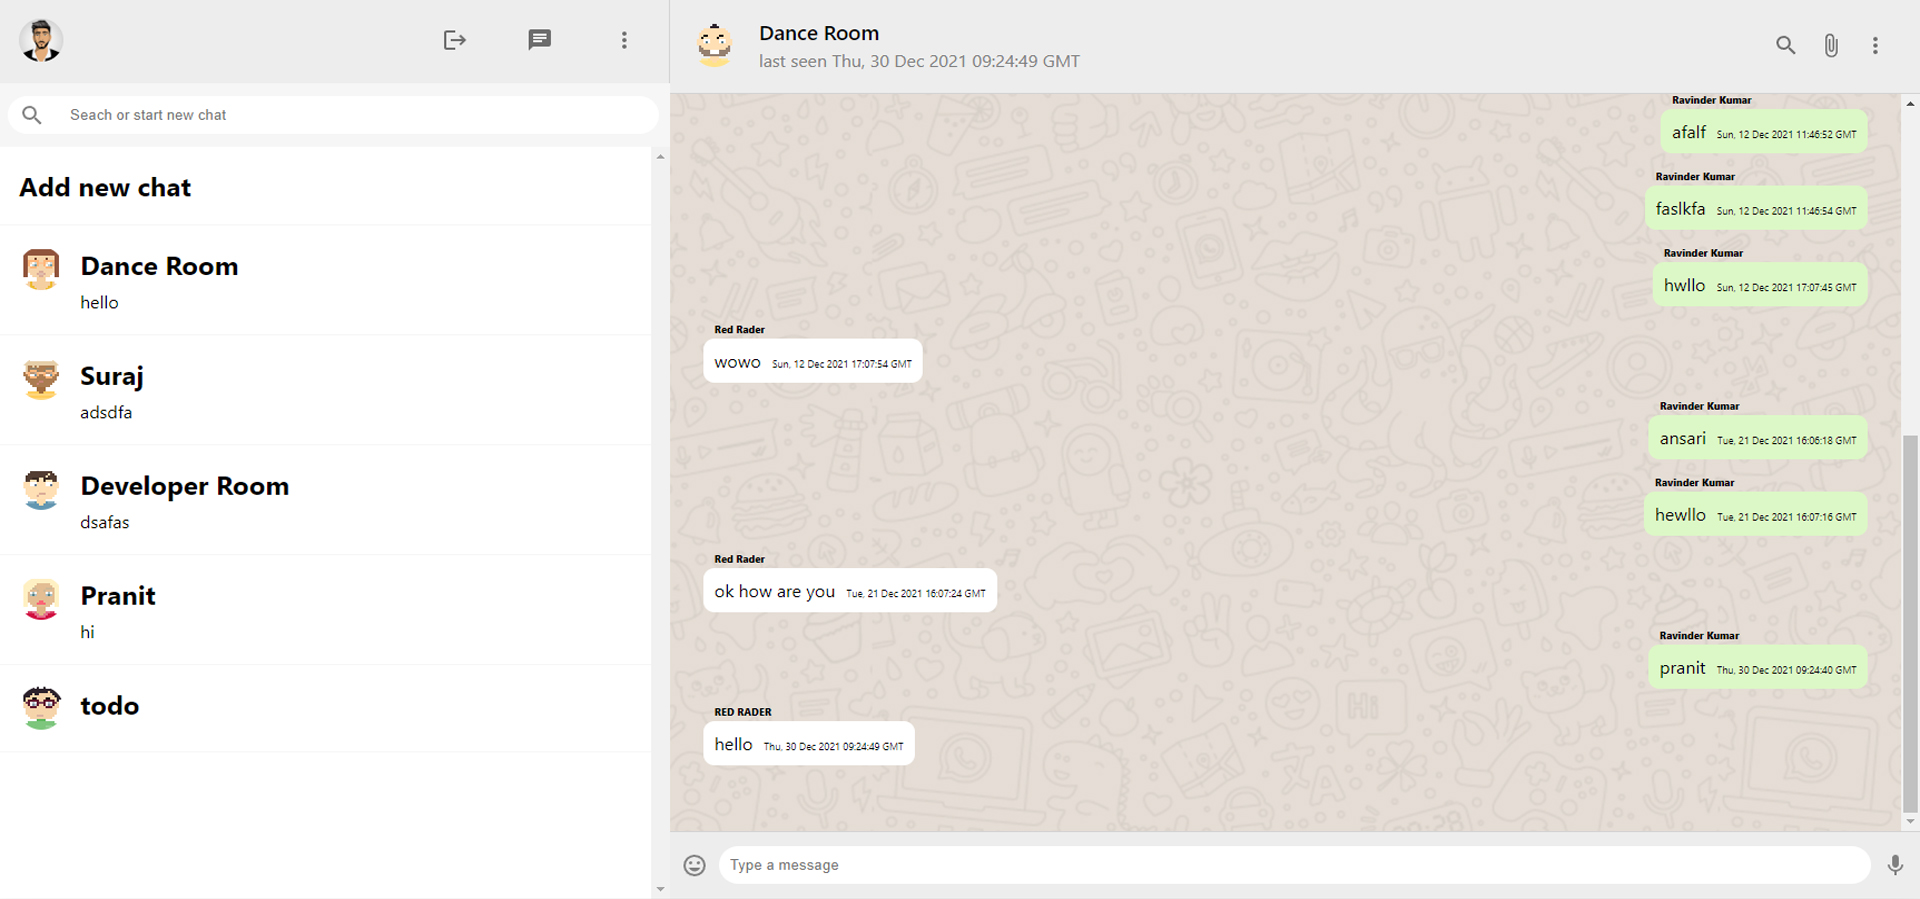 Seach or start new chat
Add new chat
Dance Room
hello
Suraj
adsdfa
Developer Room
dsafas
Pranit
hi
todo
Dance Room
last seen Thu, 30 Dec 2021 09:24:49 GMT
Ravinder Kumar
afalf Sun, 12 Dec 2021 11:46:52 GMT
Ravinder Kumar
faslkfa Sun, 12 Dec 2021 11:46:54 GMT
Ravinder Kumar
hwllo Sun, 12 Dec 2021 17:07:45 GMT
Red Rader
wowo Sun, 12 Dec 2021 17:07:54 GMT
Ravinder Kumar
ansari Tue, 21 Dec 2021 16:06:18 GMT
Ravinder Kumar
hewllo Tue, 21 Dec 2021 16:07:16 GMT
Red Rader
ok how are you Tue, 21 Dec 2021 16:07:24 GMT
Ravinder Kumar
pranit Thu, 30 Dec 2021 09:24:40 GMT
RED RADER
hello Thu, 30 Dec 2021 09:24:49 GMT
Hi
Type a message